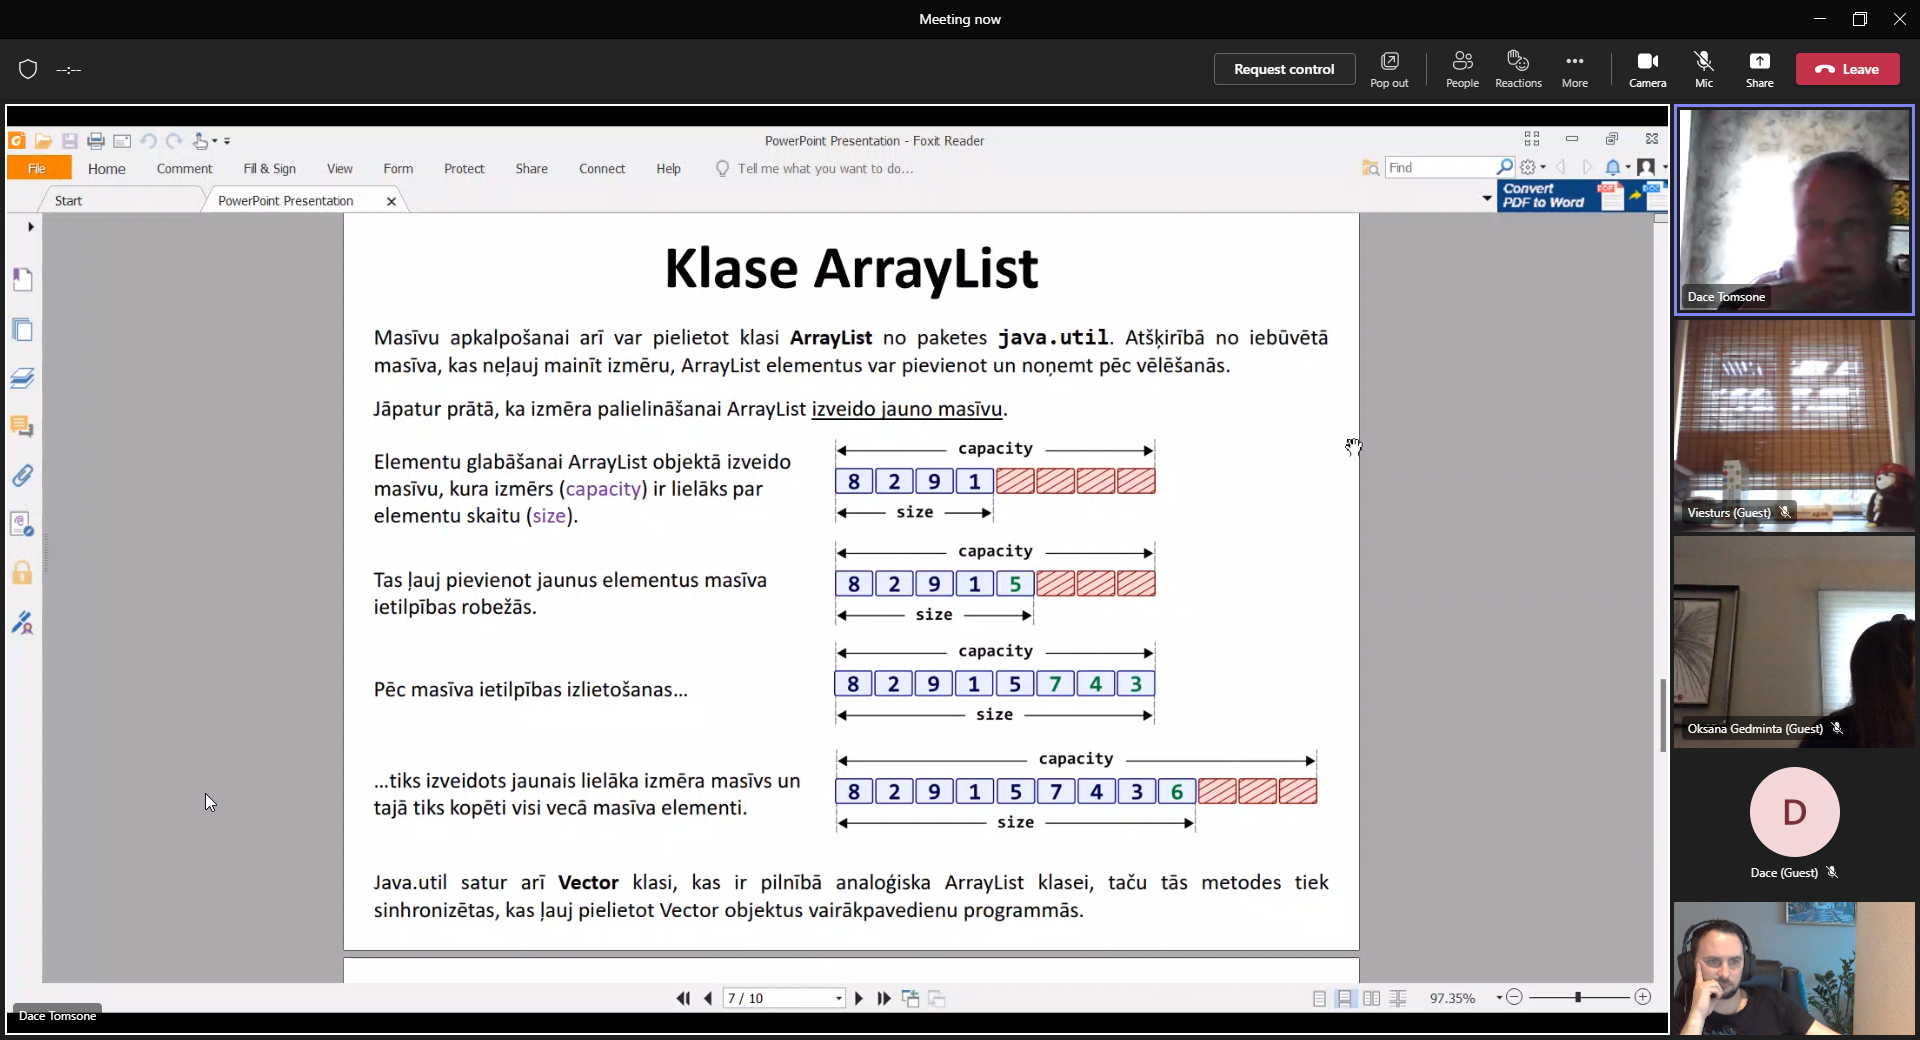 Meeting now
--:--
Request control
Pop out
People
Reactions
More
Camera
Mic
Share
Leave
PowerPoint Presentation - Foxit Reader
File Home Comment Fill & Sign View Form Protect Share Connect Help Tell me what you want to do...
Find
Start
PowerPoint Presentation
Convert
PDF to Word
Klase ArrayList
Masīvu apkalpošanai arī var pielietot klasi ArrayList no paketes java.util. Atšķirībā no iebūvētā
masīva, kas neļauj mainīt izmēru, ArrayList elementus var pievienot un noņemt pēc vēlēšanās.
Jāpatur prātā, ka izmēra palielināšanai ArrayList izveido jauno masīvu.
Elementu glabāšanai ArrayList objektā izveido
masīvu, kura izmērs (capacity) ir lielāks par
elementu skaitu (size).
capacity
8 2 9 1
size
Tas ļauj pievienot jaunus elementus masīva
ietilpības robežās.
capacity
8 2 9 1 5
size
Pēc masīva ietilpības izlietošanas...
capacity
8 2 9 1 5 7 4 3
size
...tiks izveidots jaunais lielāka izmēra masīvs un
tajā tiks kopēti visi vecā masīva elementi.
capacity
8 2 9 1 5 7 4 3 6
size
Java.util satur arī Vector klasi, kas ir pilnībā analoģiska ArrayList klasei, taču tās metodes tiek
sinhronizētas, kas ļauj pielietot Vector objektus vairākpavedienu programmās.
7 / 10
97.35%
Dace Tomsone
Dace Tomsone
Viesturs (Guest)
Oksana Gedminta (Guest)
D
Dace (Guest)